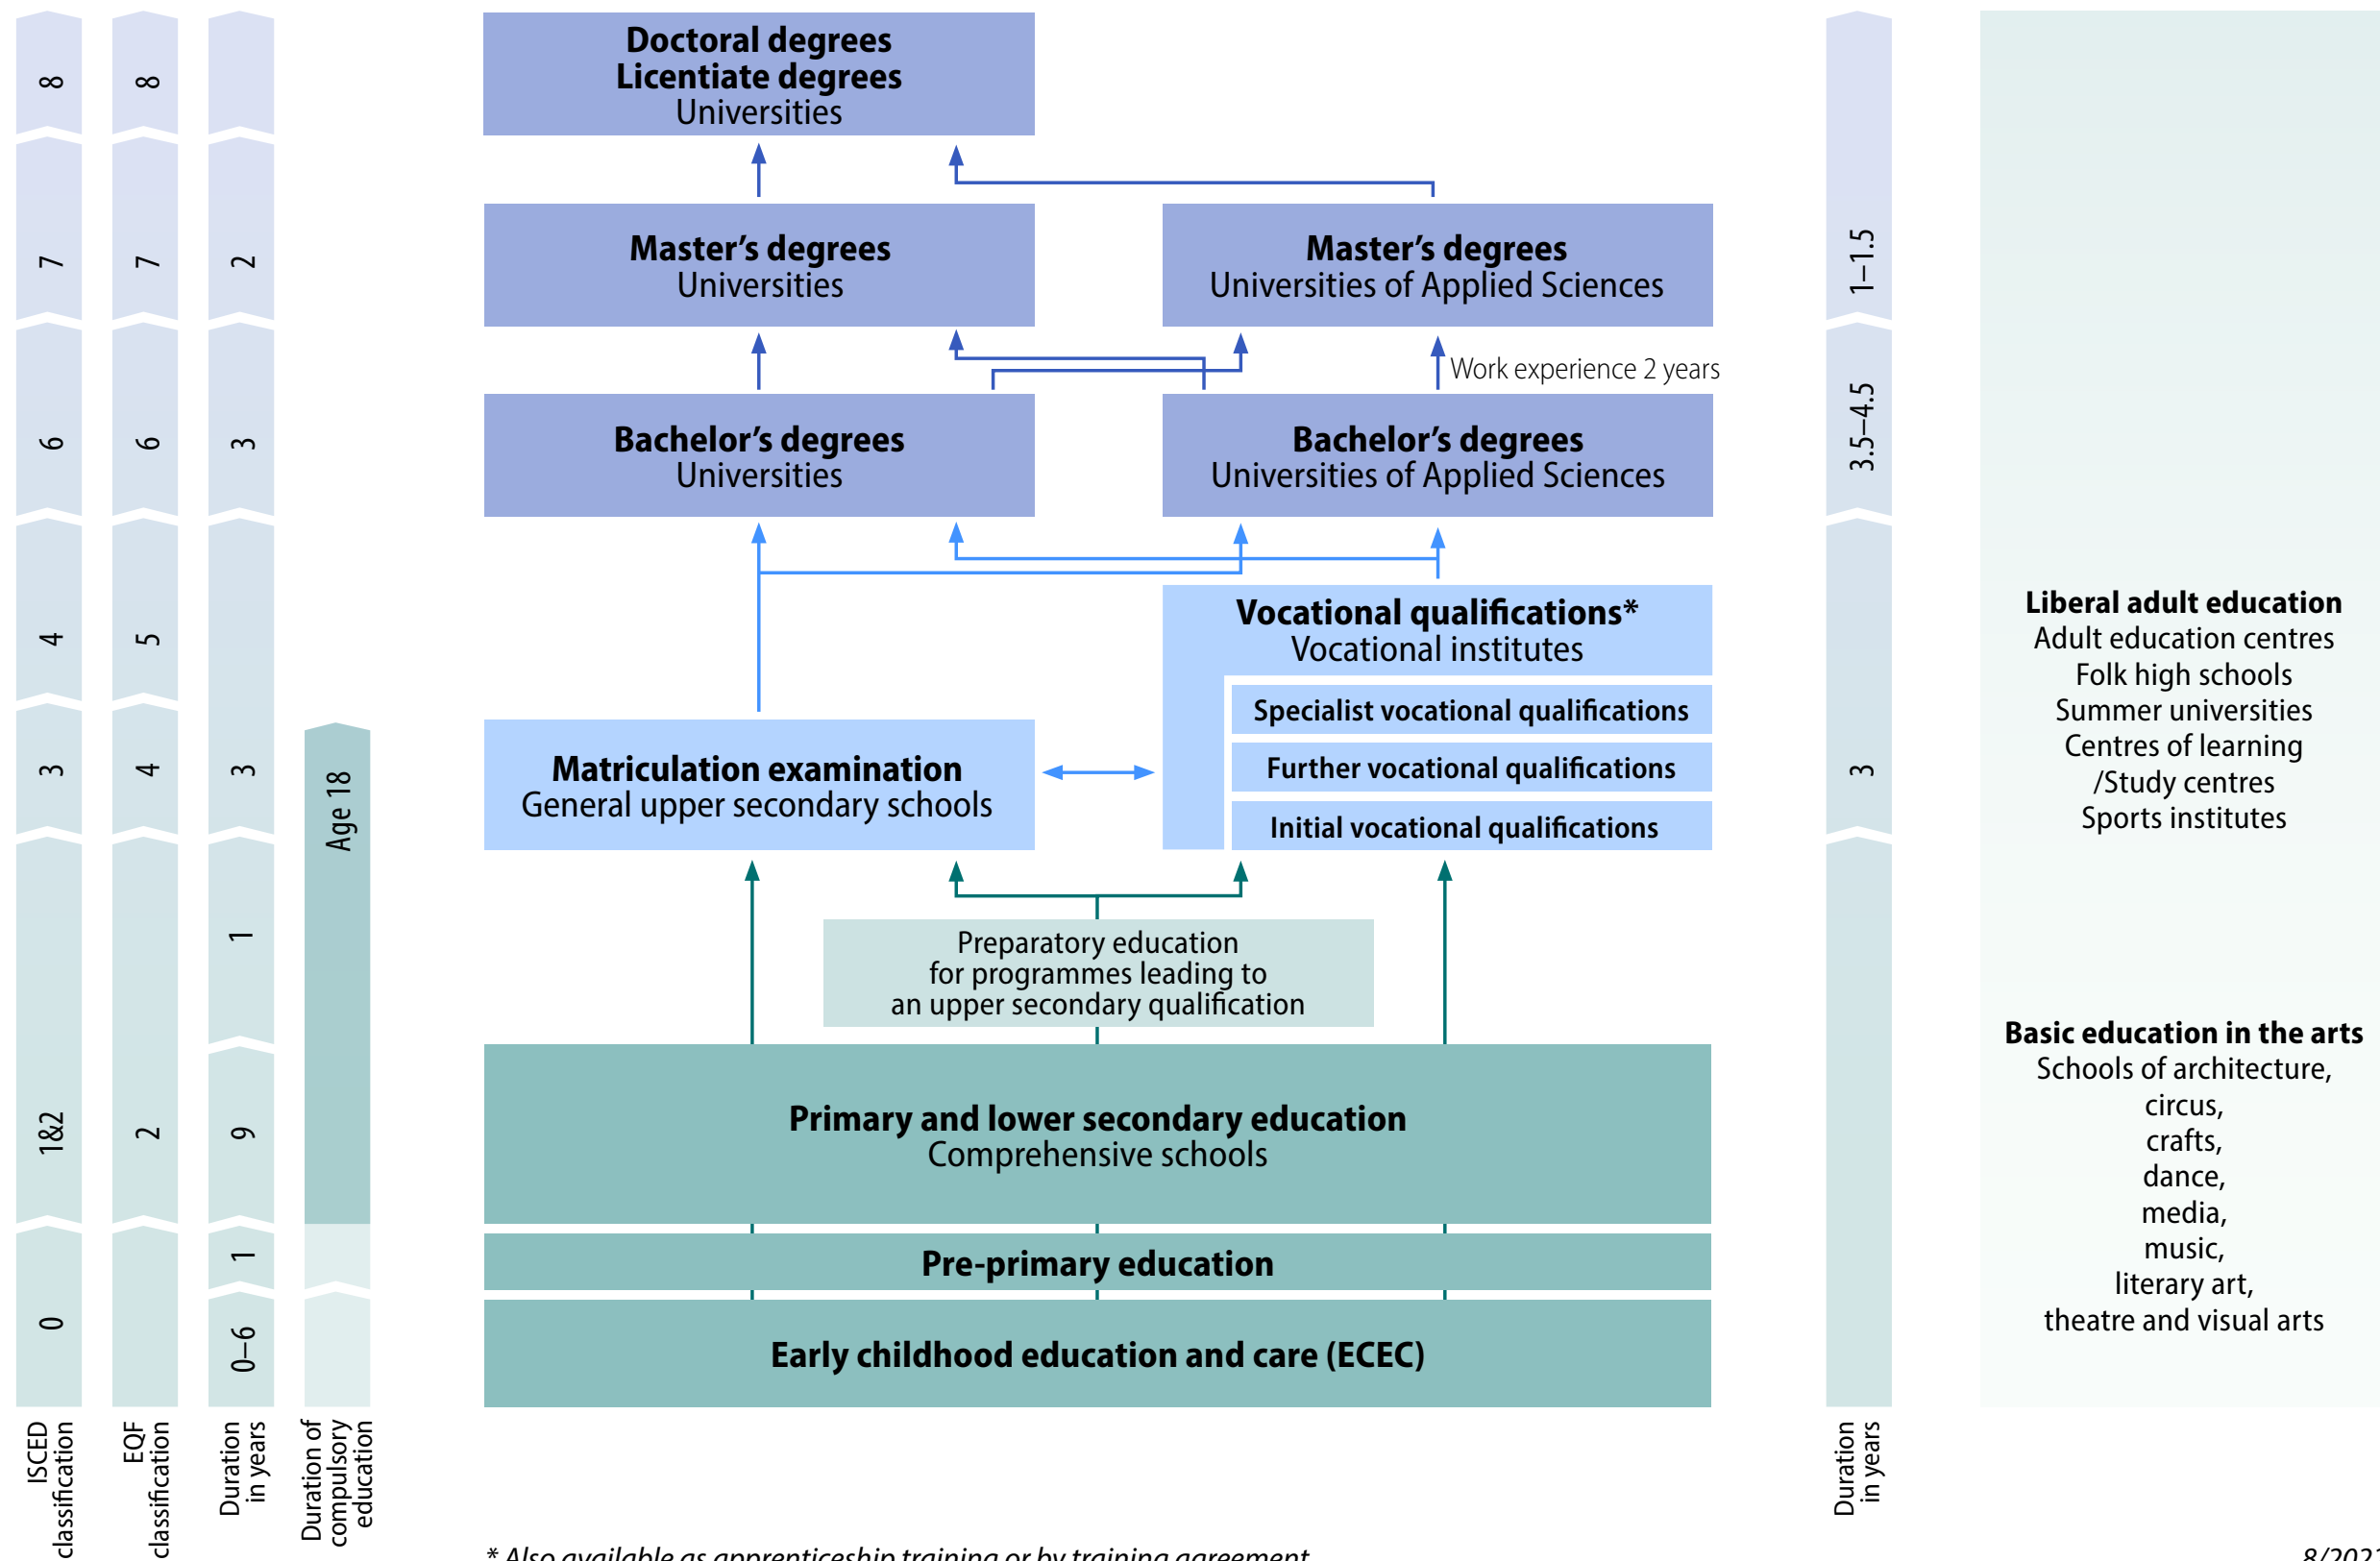 8
7
6
4
3
1&2
0
ISCED
classification
8
7
6
5
4
2
EQF
classification
2
3
3
1
9
1
0–6
Duration
in years
Age 18
Duration of
compulsory
education
Doctoral degrees
Licentiate degrees
Universities
Master’s degrees
Universities
Master’s degrees
Universities of Applied Sciences
Work experience 2 years
Bachelor’s degrees
Universities
Bachelor’s degrees
Universities of Applied Sciences
Vocational qualifications*
Vocational institutes
Specialist vocational qualifications
Further vocational qualifications
Initial vocational qualifications
Matriculation examination
General upper secondary schools
Preparatory education
for programmes leading to
an upper secondary qualification
Primary and lower secondary education
Comprehensive schools
Pre-primary education
Early childhood education and care (ECEC)
1–1.5
3.5–4.5
3
Duration
in years
Liberal adult education
Adult education centres
Folk high schools
Summer universities
Centres of learning
/Study centres
Sports institutes
Basic education in the arts
Schools of architecture,
circus,
crafts,
dance,
media,
music,
literary art,
theatre and visual arts
* Also available as apprenticeship training or by training agreement